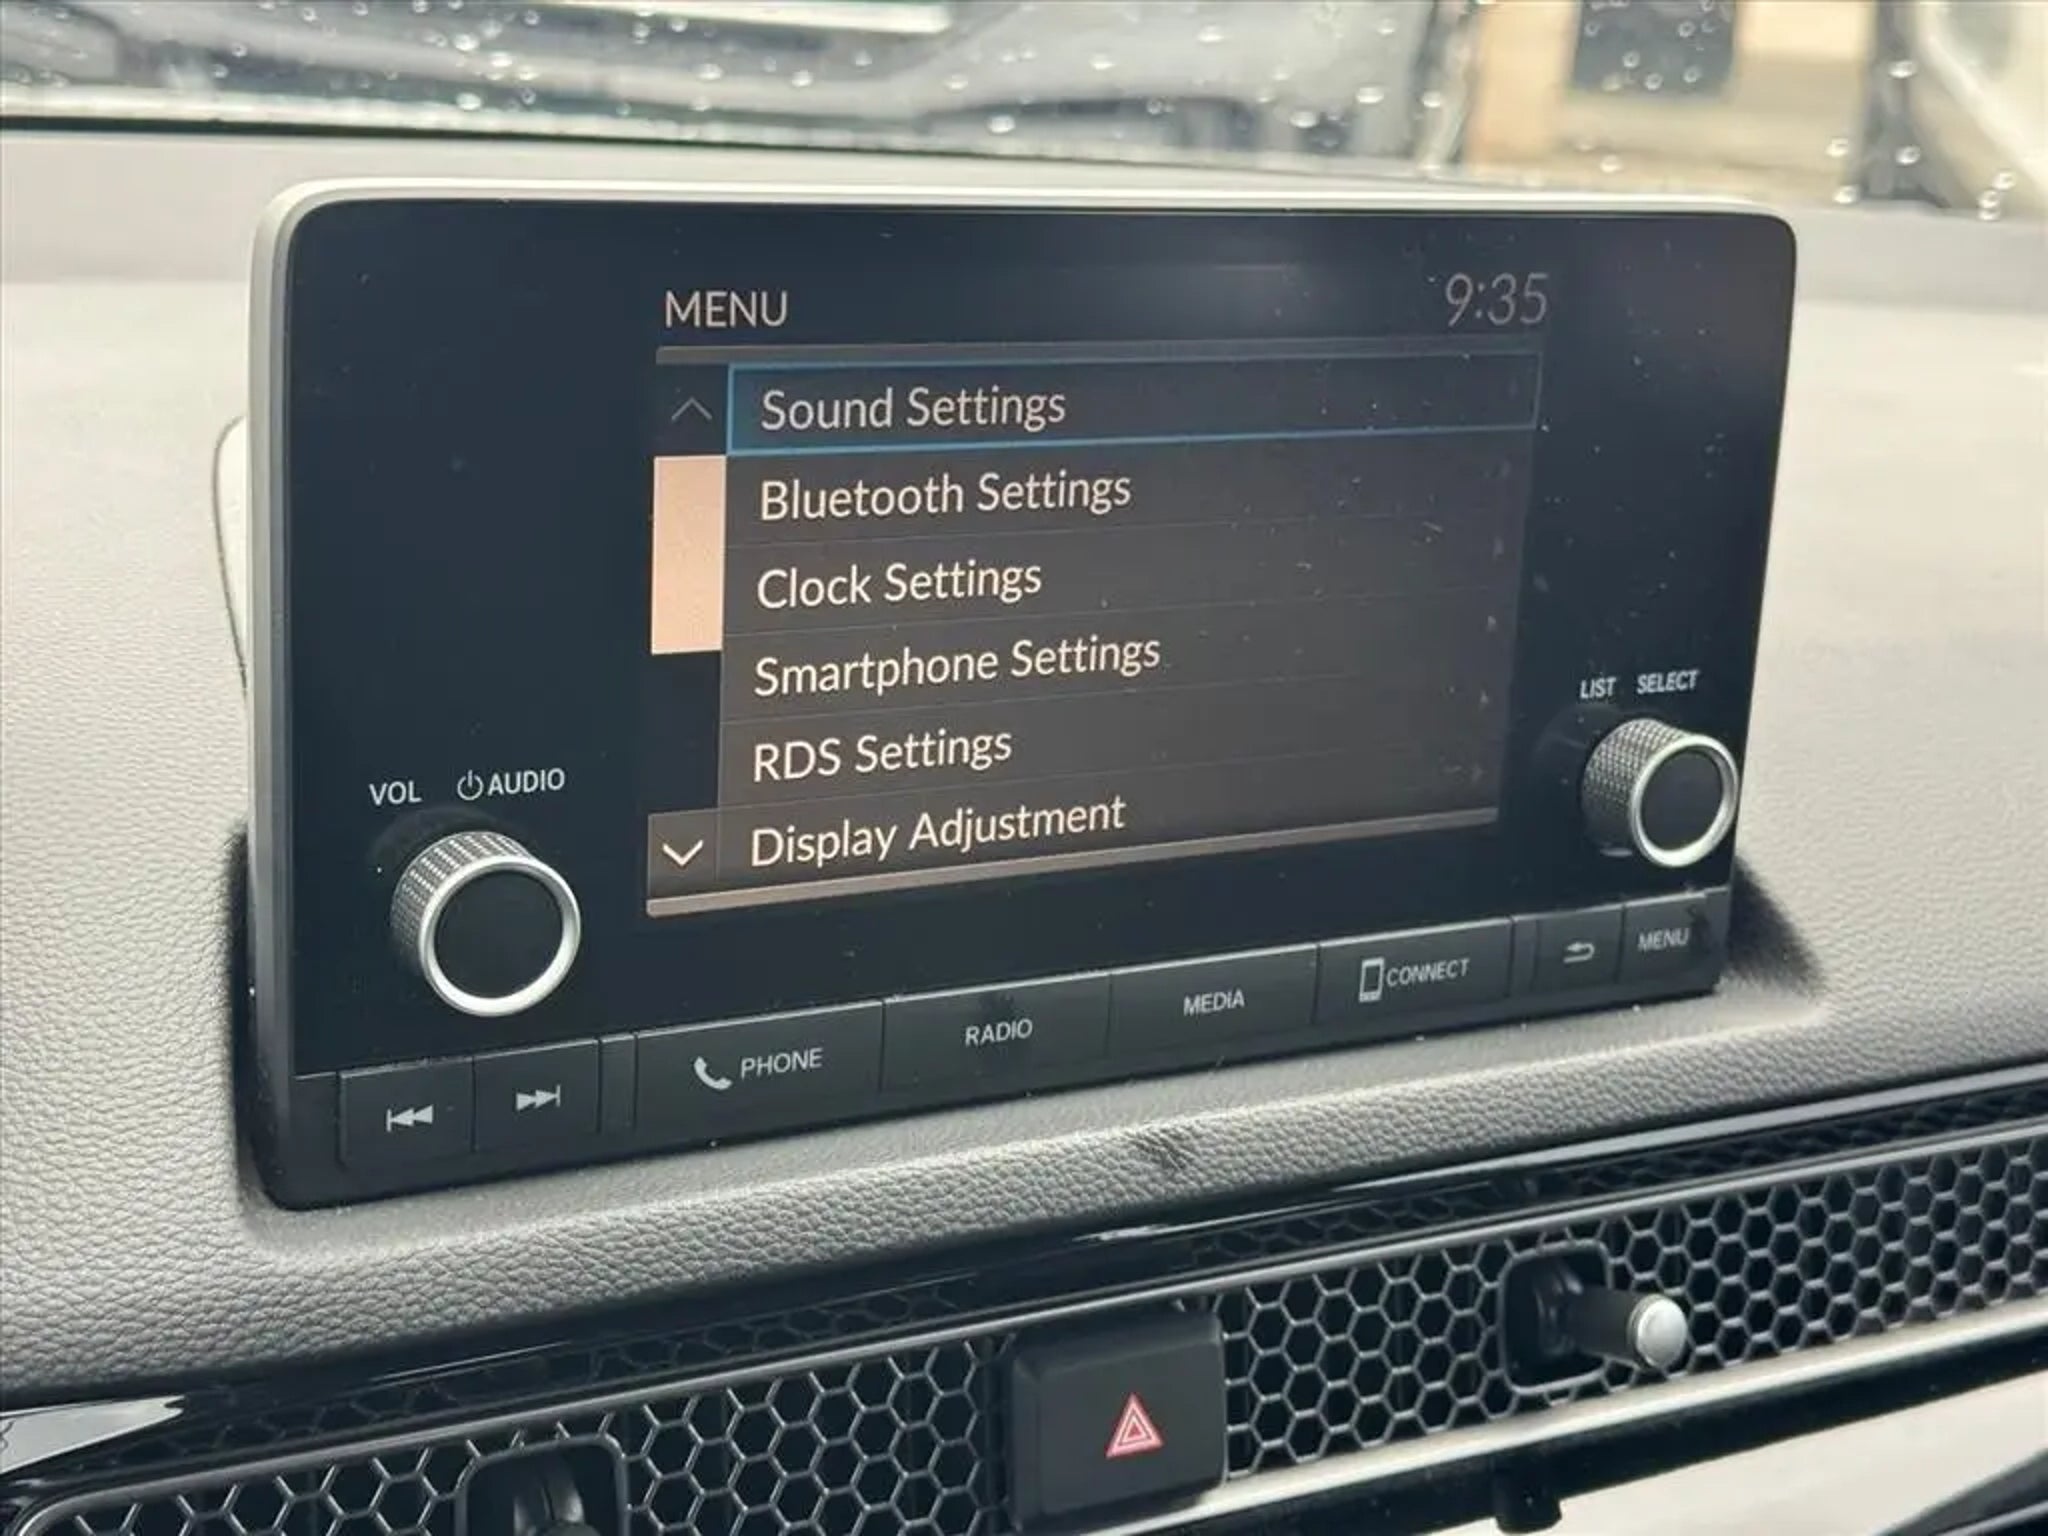 MENU
9:35
Sound Settings
Bluetooth Settings
Clock Settings
Smartphone Settings
RDS Settings
Display Adjustment
LIST SELECT
VOL AUDIO
PHONE
RADIO
MEDIA
CONNECT
MENU